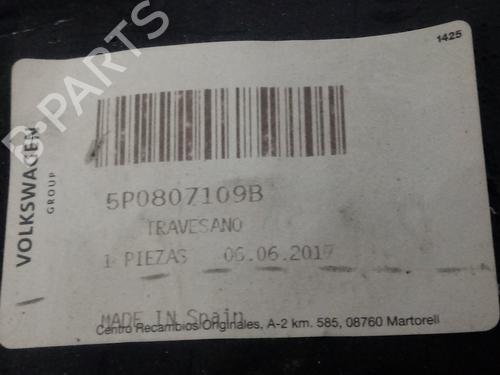 1425
B-PARTS
VOLKSWAGEN
GROUP
5P0807109B
TRAVESANO
1 PIEZAS 06.06.2017
MADE IN Spain
Centro Recambios Originales, A-2 km. 585, 08760 Martorell